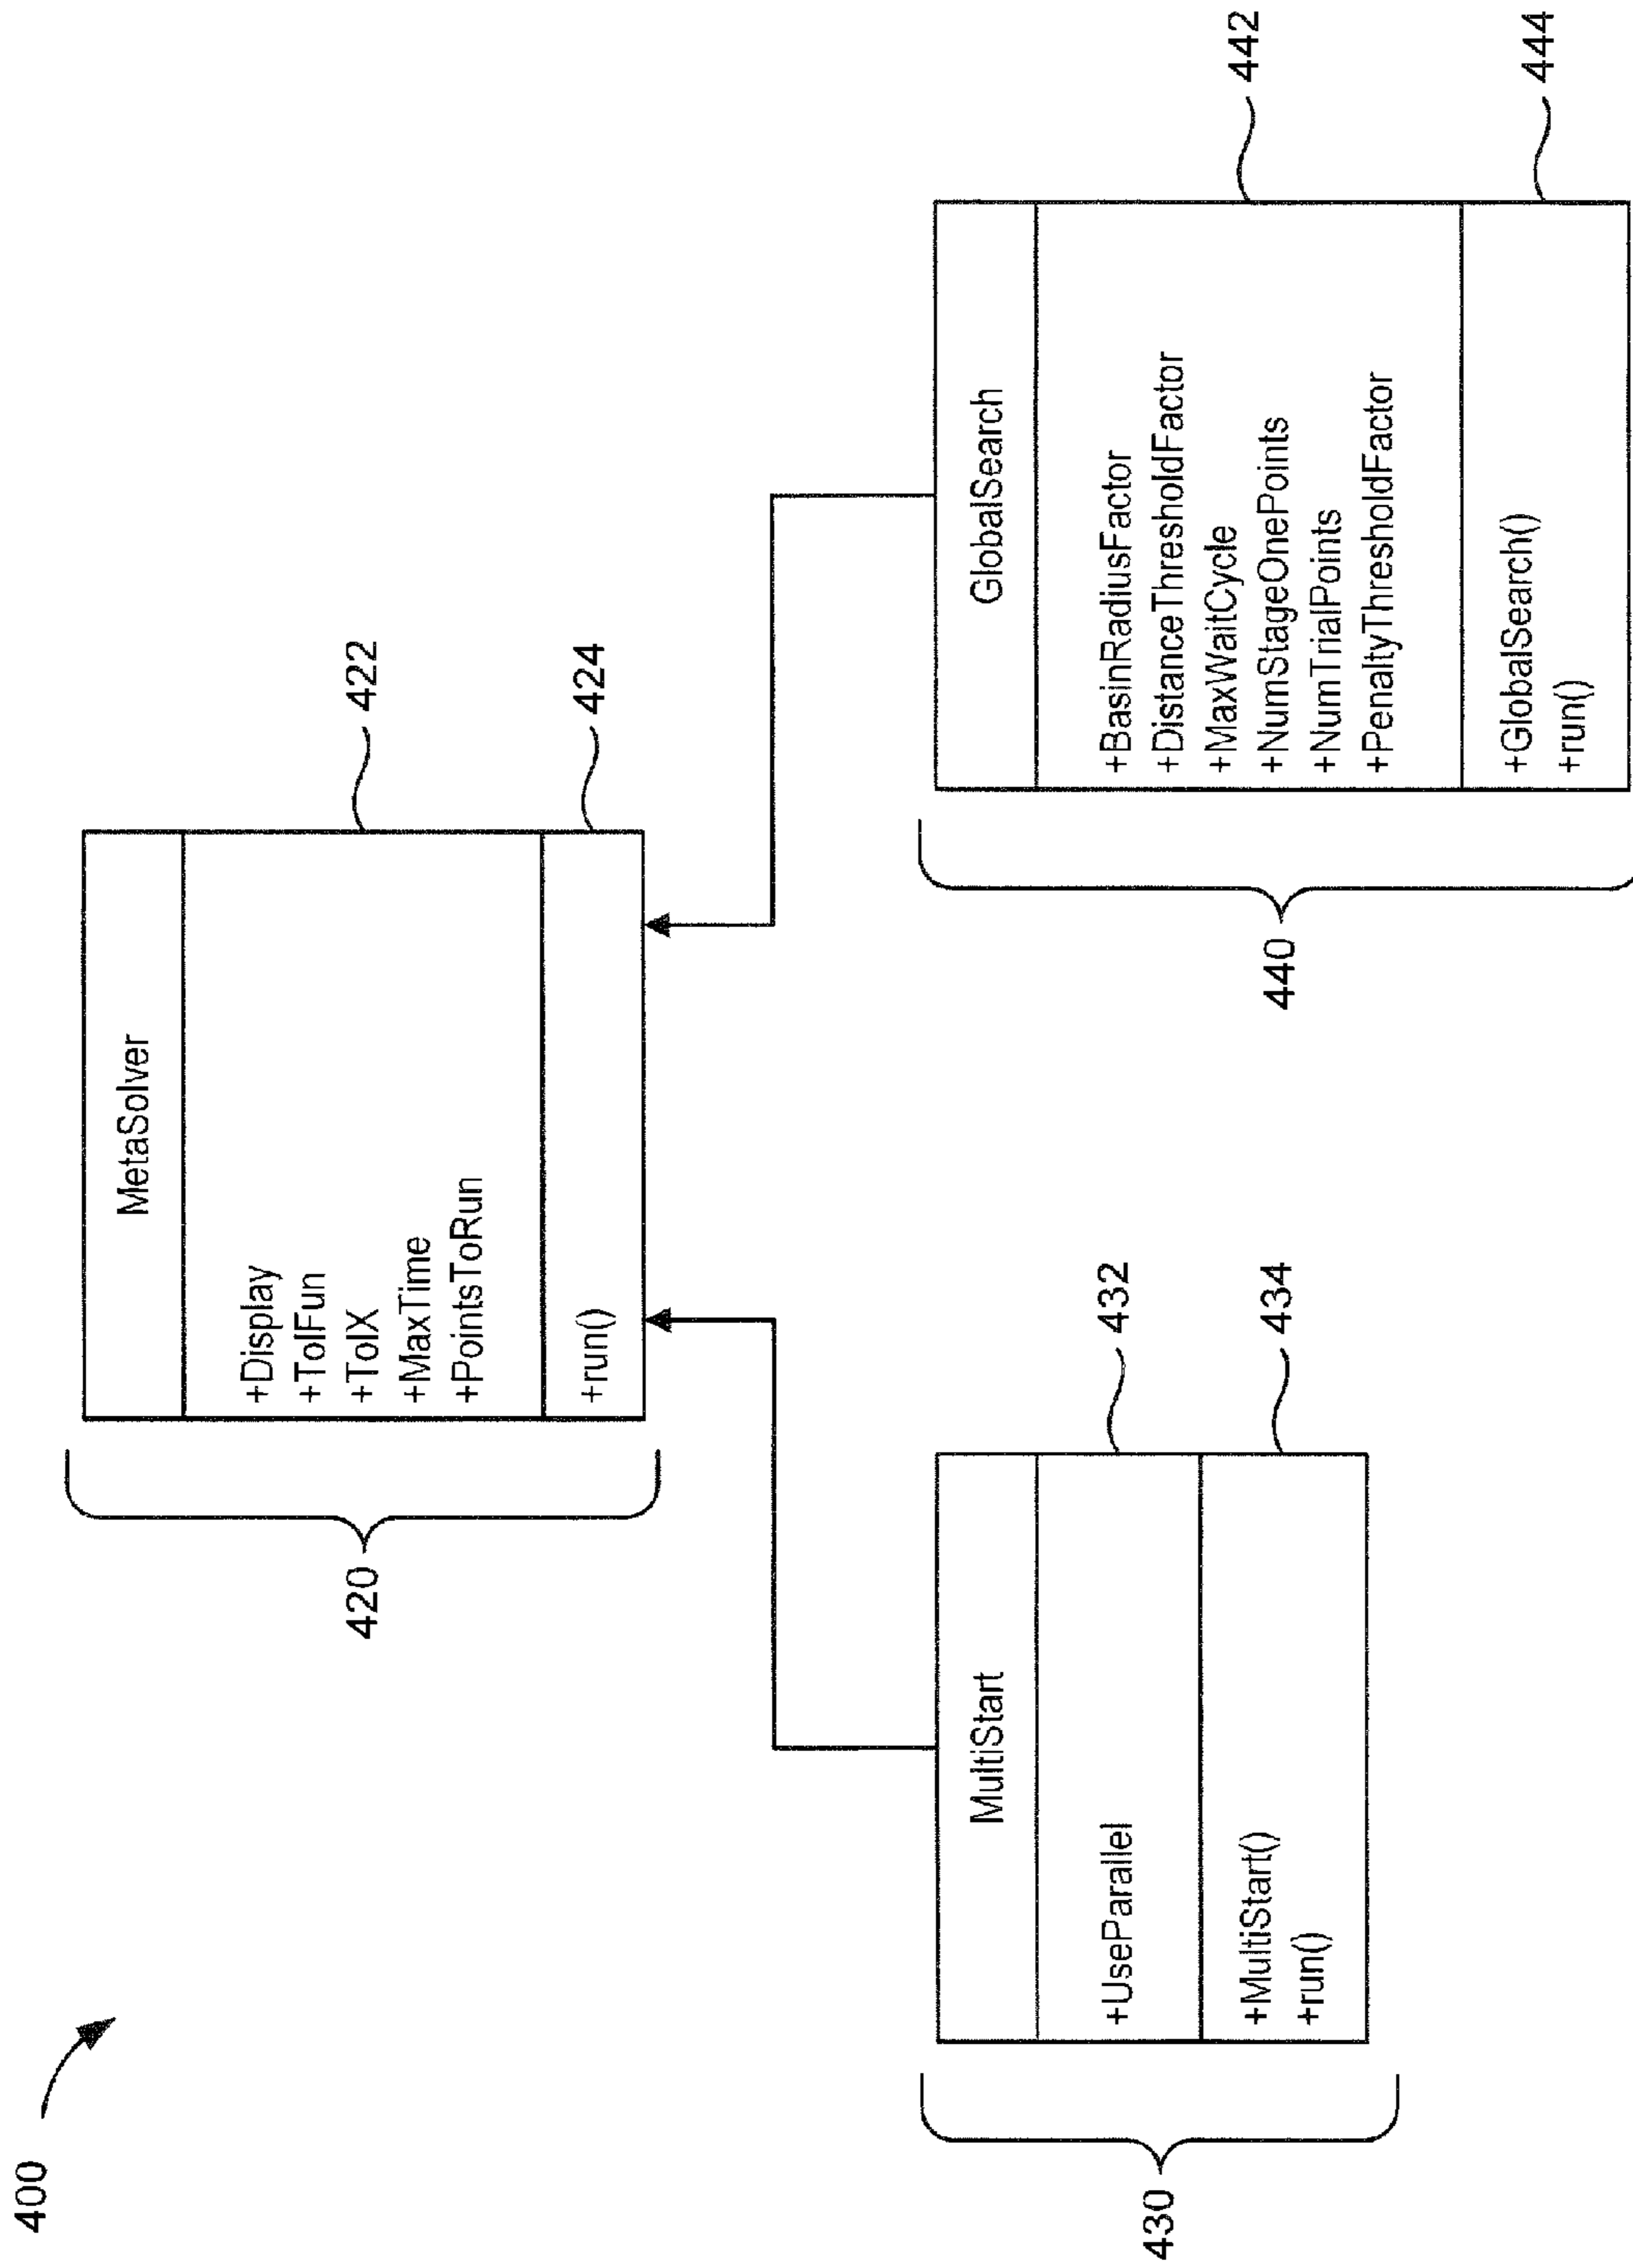 400
MetaSolver
+Display
+TolFun
+TolX
+MaxTime
+PointsToRun
+run()
420
422
424
MultiStart
+UseParallel
+MultiStart()
+run()
430
432
434
GlobalSearch
+BasinRadiusFactor
+DistanceThresholdFactor
+MaxWaitCycle
+NumStageOnePoints
+NumTrialPoints
+PenaltyThresholdFactor
+GlobalSearch()
+run()
440
442
444